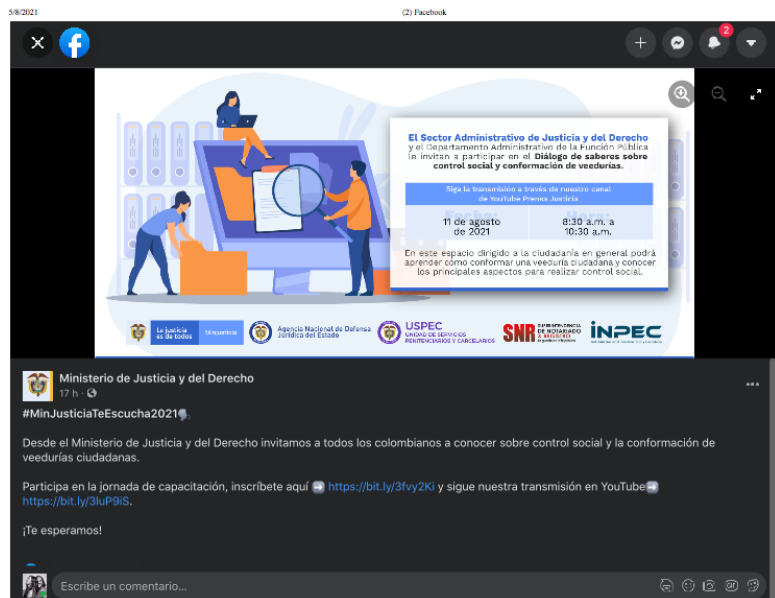 5/8/2021
(2) Facebook
2
El Sector Administrativo de Justicia y del Derecho
y el Departamento Administrativo de la Función Pública
le invitan a participar en el Diálogo de saberes sobre
control social y conformación de veedurías.
Siga la transmisión a través de nuestro canal
de YouTube Prensa Justicia
Fecha: Hora:
11 de agosto 8:30 a.m. a
de 2021 10:30 a.m.
En este espacio dirigido a la ciudadanía en general podrá
aprender cómo conformar una veeduría ciudadana y conocer
los principales aspectos para realizar control social.
La justicia
es de todos
Minjusticia
Agencia Nacional de Defensa
Jurídica del Estado
USPEC
UNIDAD DE SERVICIOS
PENITENCIARIOS Y CARCELARIOS
SNR
SUPERINTENDENCIA
DE NOTARIADO
& REGISTRO
INPEC
Ministerio de Justicia y del Derecho
17 h ·
#MinJusticiaTeEscucha2021
Desde el Ministerio de Justicia y del Derecho invitamos a todos los colombianos a conocer sobre control social y la conformación de
veedurías ciudadanas.
Participa en la jornada de capacitación, inscríbete aquí https://bit.ly/3fvy2Ki y sigue nuestra transmisión en YouTube
https://bit.ly/3luP9iS.
¡Te esperamos!
Escribe un comentario...
GIF